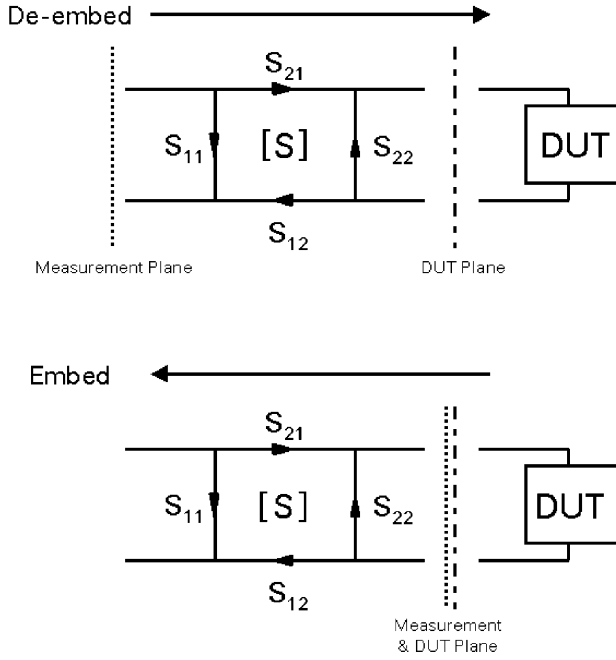 De-embed
S21
S11
[S]
S22
DUT
S12
Measurement Plane
DUT Plane
Embed
S21
S11
[S]
S22
DUT
S12
Measurement
& DUT Plane